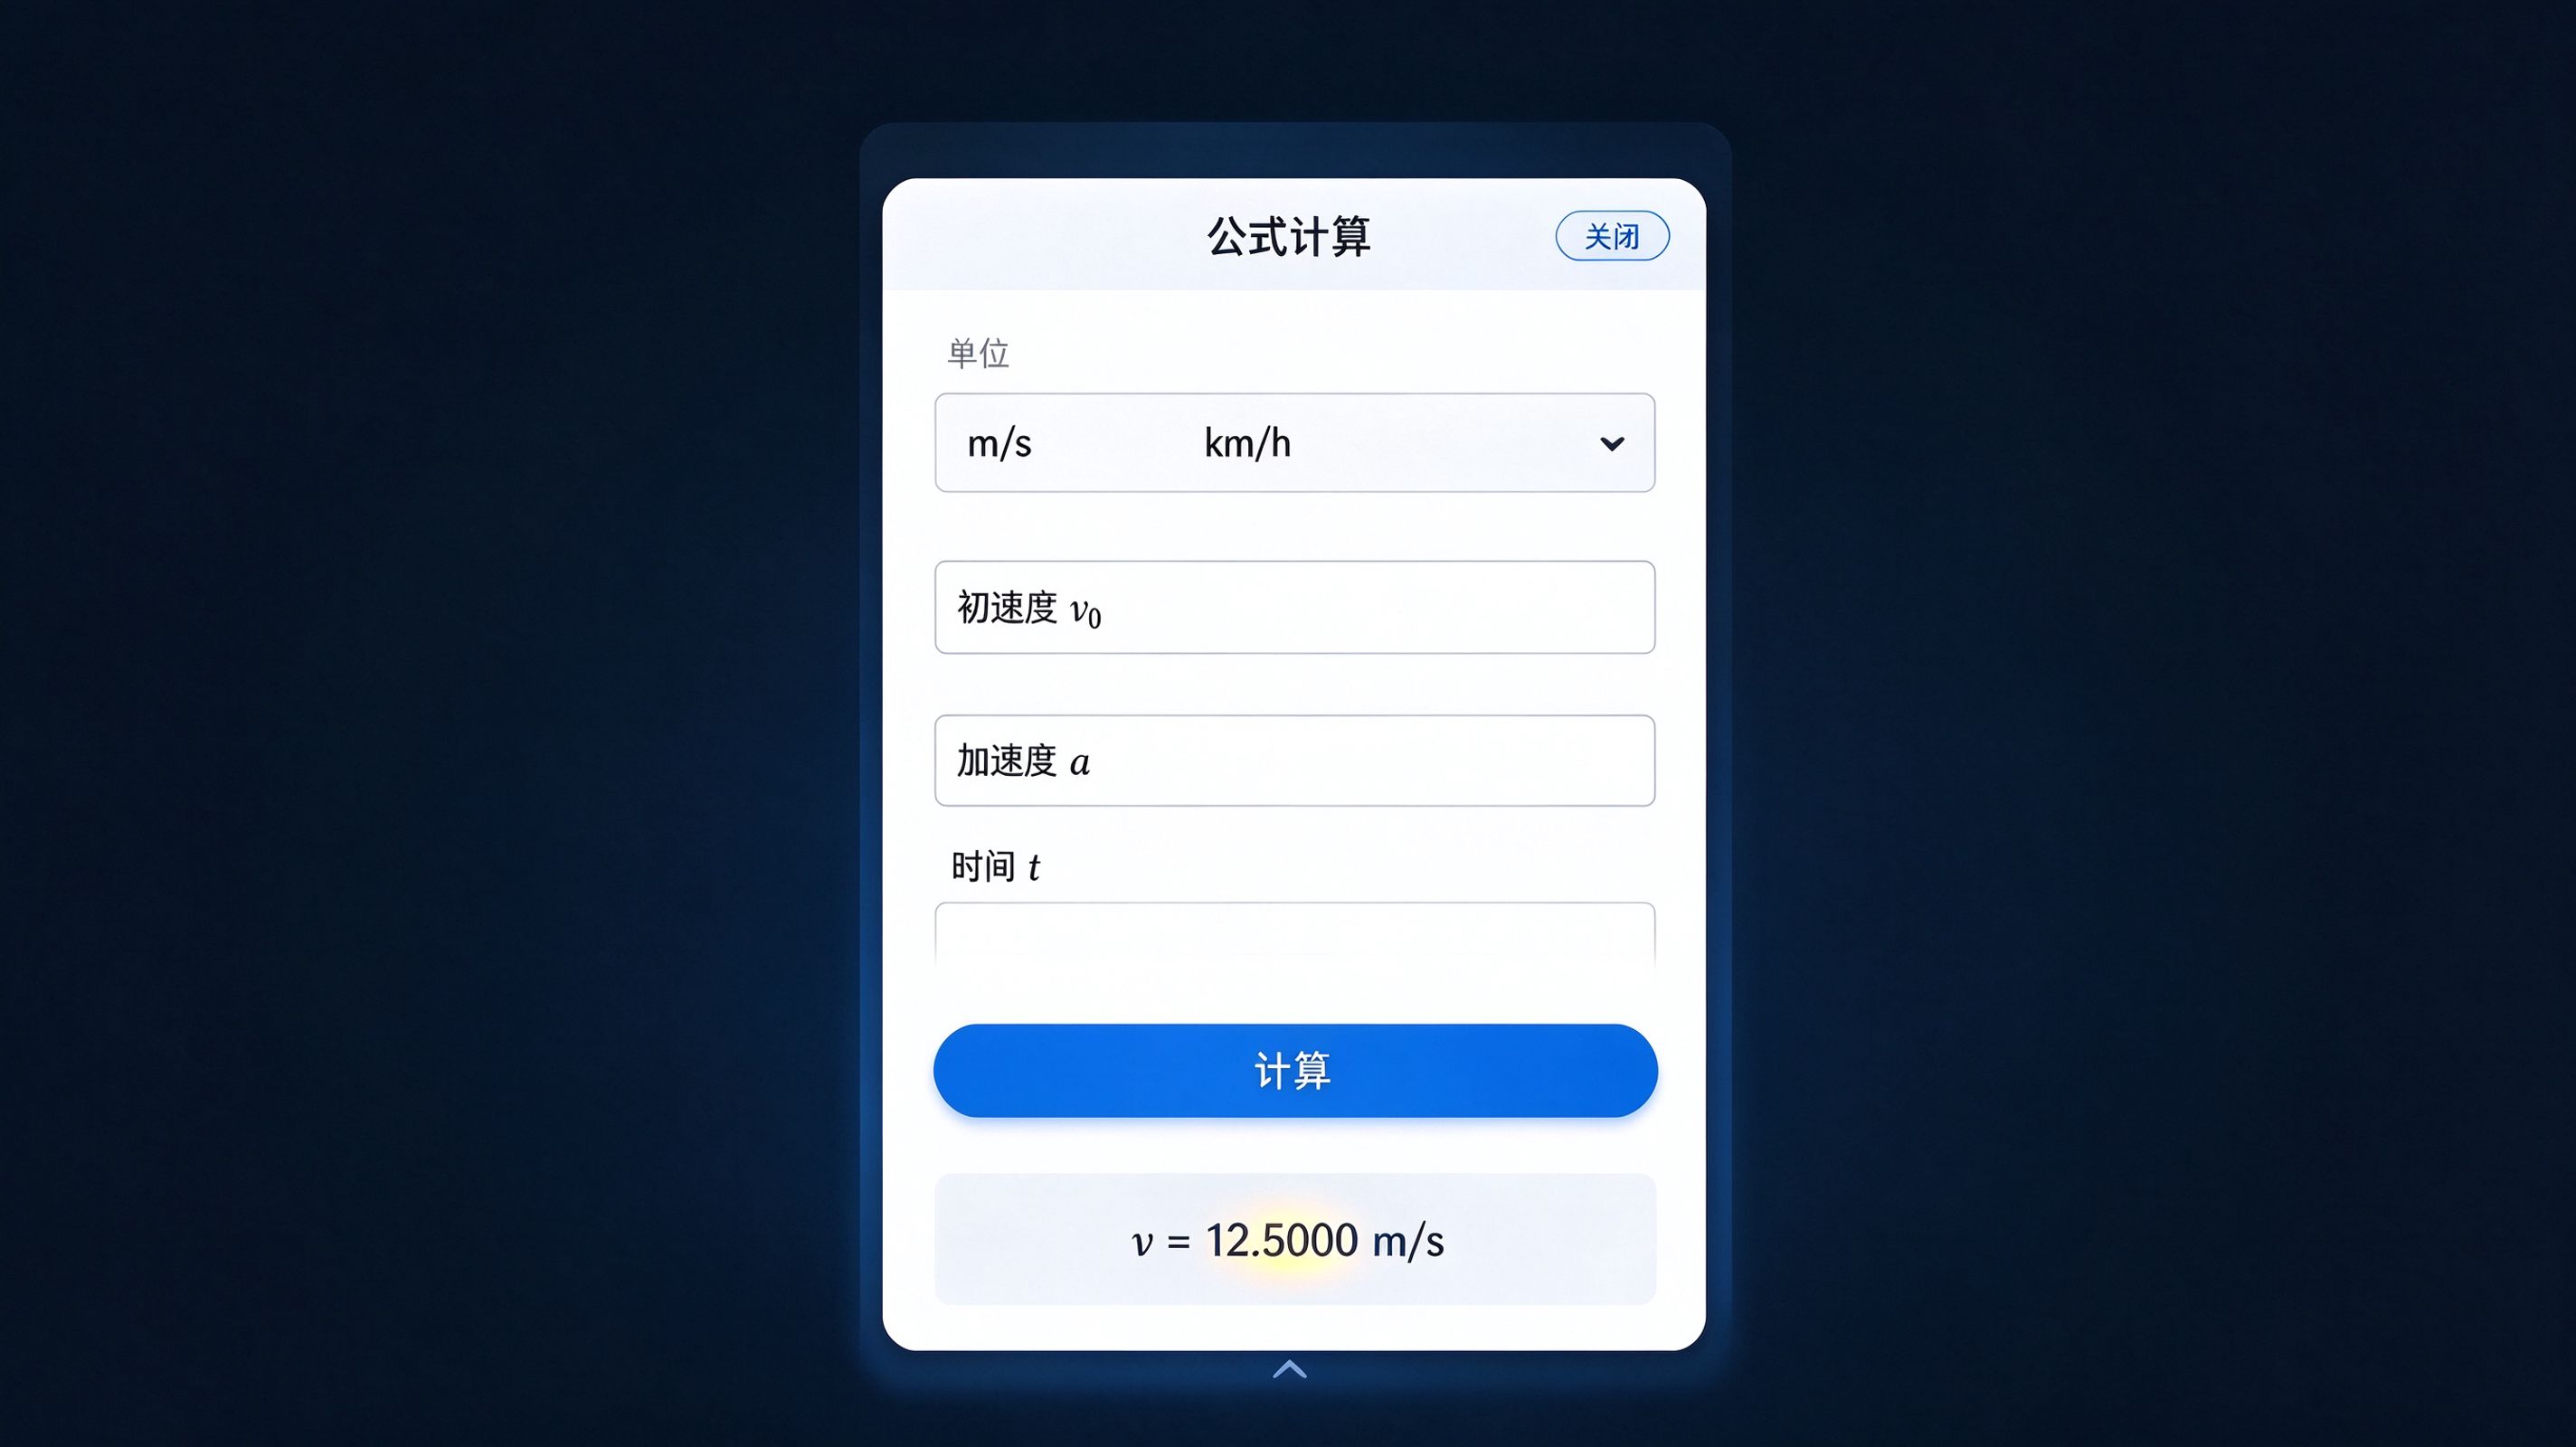 公式计算 关闭
单位
m/s km/h
初速度 v₀
加速度 a
时间 t
计算
v = 12.5000 m/s